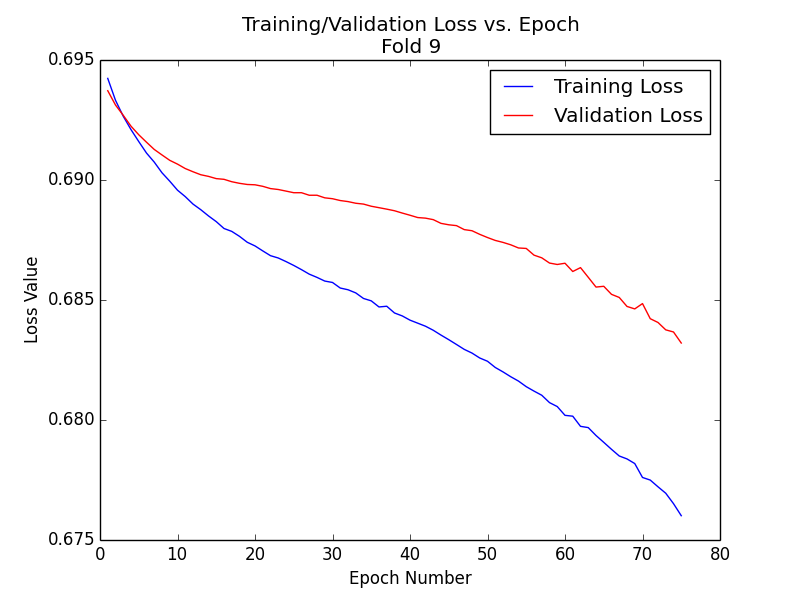 Training/Validation Loss vs. Epoch
Fold 9
Training Loss
Validation Loss
Loss Value
0.695
0.690
0.685
0.680
0.675
0 10 20 30 40 50 60 70 80
Epoch Number